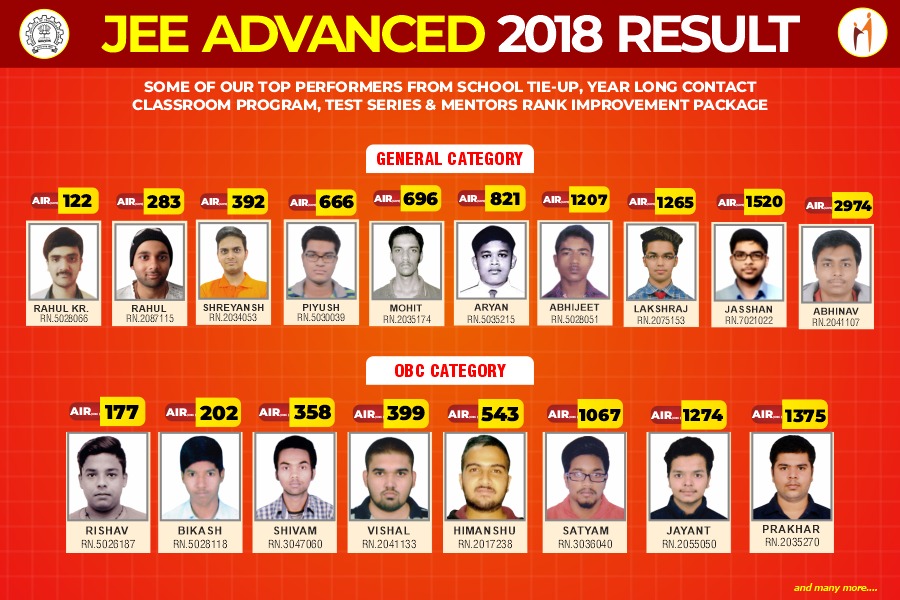 JEE ADVANCED 2018 RESULT
SOME OF OUR TOP PERFORMERS FROM SCHOOL TIE-UP, YEAR LONG CONTACT
CLASSROOM PROGRAM, TEST SERIES & MENTORS RANK IMPROVEMENT PACKAGE
GENERAL CATEGORY
AIR... 122 AIR... 283 AIR... 392 AIR... 666 AIR... 696 AIR... 821 AIR... 1207 AIR... 1265 AIR... 1520 AIR... 2974
RAHUL KR. RAHUL SHREYANSH PIYUSH MOHIT ARYAN ABHIJEET LAKSHRAJ JASSHAN ABHINAV
RN.5028066 RN.2087115 RN.2034053 RN.5030039 RN.2035174 RN.5035215 RN.5028051 RN.2075153 RN.7021022 RN.2041107
OBC CATEGORY
AIR... 177 AIR... 202 AIR... 358 AIR... 399 AIR... 543 AIR... 1067 AIR... 1274 AIR... 1375
RISHAV BIKASH SHIVAM VISHAL HIMANSHU SATYAM JAYANT PRAKHAR
RN.5026187 RN.5028118 RN.3047060 RN.2041133 RN.2017238 RN.3036040 RN.2055050 RN.2035270
and many more....